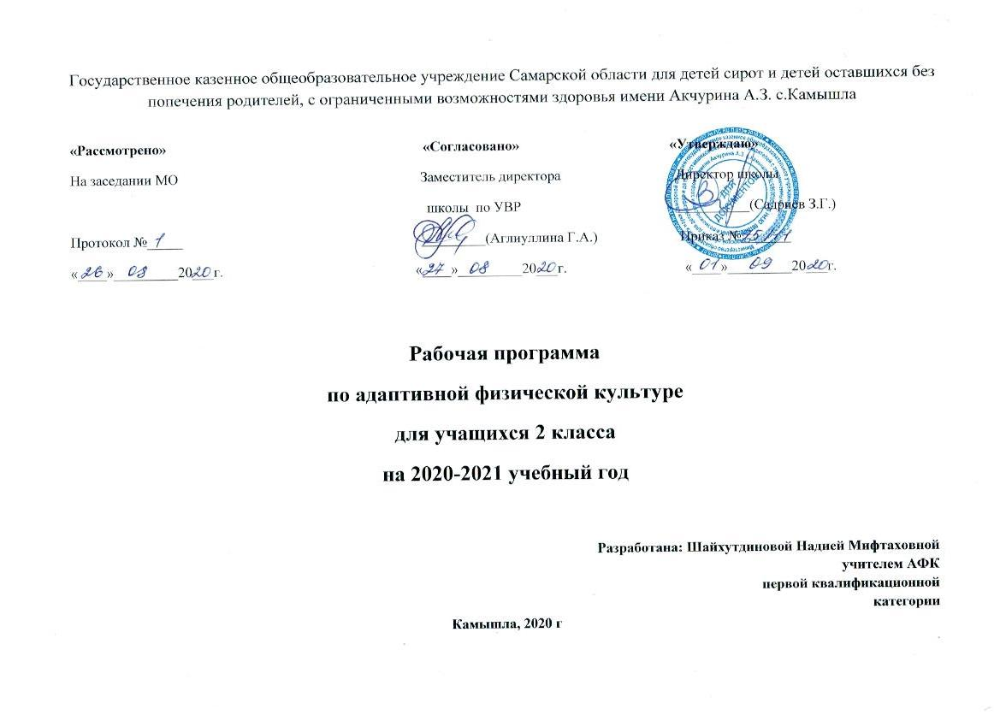 Государственное казенное общеобразовательное учреждение Самарской области для детей сирот и детей оставшихся без
попечения родителей, с ограниченными возможностями здоровья имени Акчурина А.З. с.Камышла
«Рассмотрено»
На заседании МО
Протокол № 1
«26» 08 2020 г.
«Согласовано»
Заместитель директора
школы по УВР
(Аглиуллина Г.А.)
«27» 08 2020 г.
«Утверждаю»
Директор школы
(Садриев З.Г.)
Приказ №
«01» 09 2020 г.
ДЛЯ
ДОКУМЕНТОВ
Рабочая программа
по адаптивной физической культуре
для учащихся 2 класса
на 2020-2021 учебный год
Разработана: Шайхутдиновой Надией Мифтаховной
учителем АФК
первой квалификационной
категории
Камышла, 2020 г